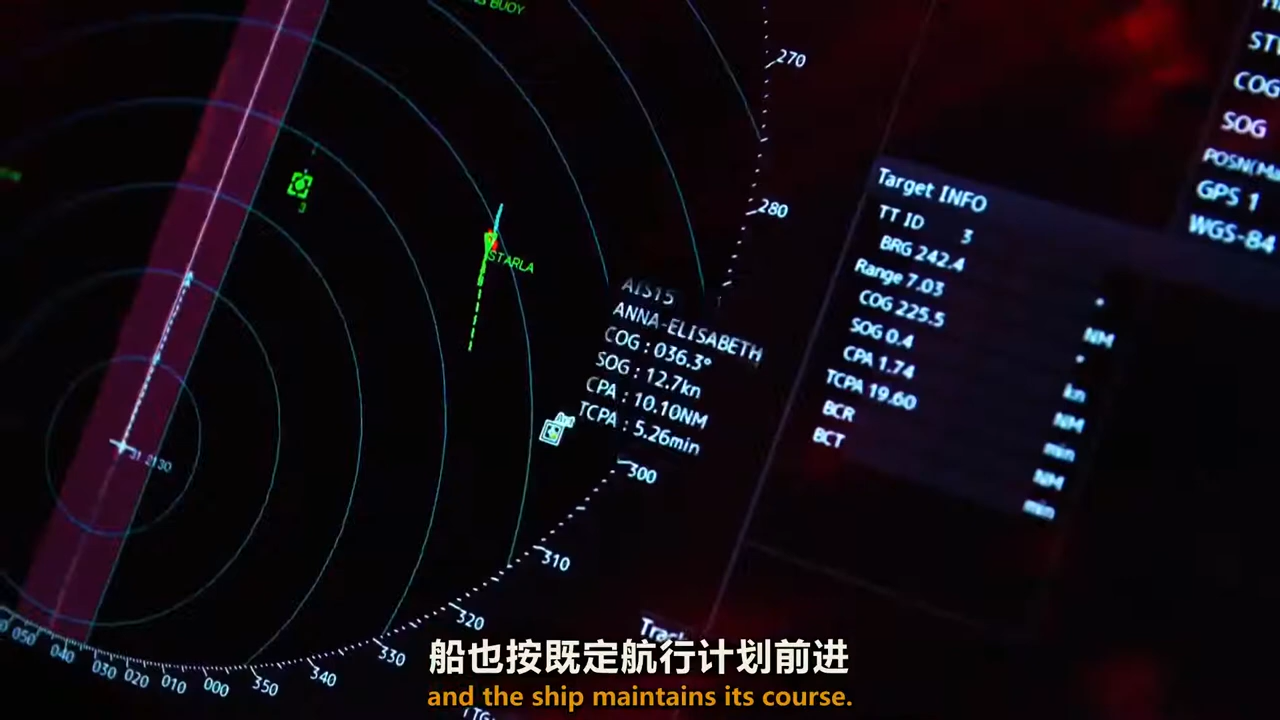 BUOY
270
280
STARLA
3
AIS15
ANNA-ELISABETH
COG : 036.3°
SOG : 12.7kn
CPA : 10.10NM
TCPA : 5.26min
300
310
320
330
340
350
000
010
020
030
040
050
Target INFO
TT ID 3
BRG 242.4 °
Range 7.03 NM
COG 225.5 °
SOG 0.4 kn
CPA 1.74 NM
TCPA 19.60 min
BCR NM
BCT min
COG
SOG
GPS 1
WGS-84
船也按既定航行计划前进
and the ship maintains its course.